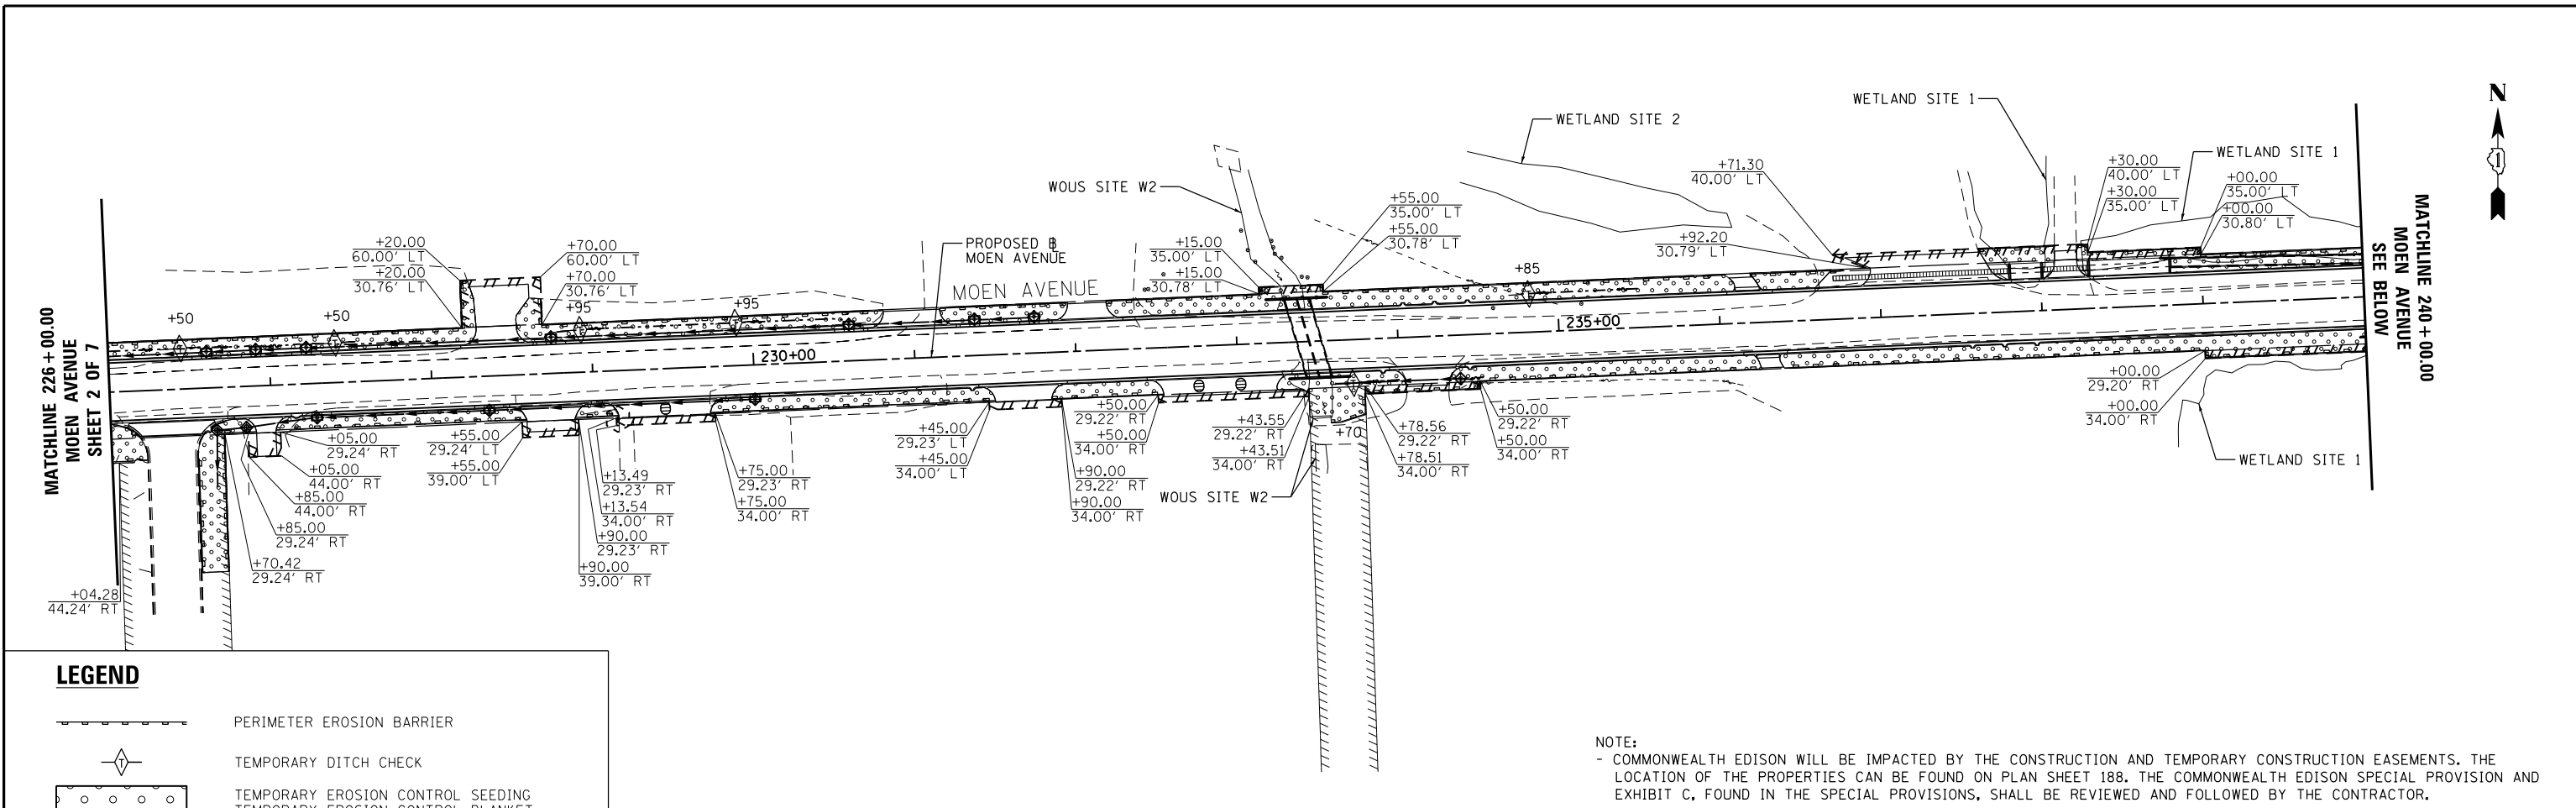 MATCHLINE 226+00.00
MOEN AVENUE
SHEET 2 OF 7
+50
+50
+20.00
60.00' LT
+20.00
30.76' LT
+70.00
60.00' LT
+70.00
30.76' LT
+95
+95
PROPOSED B
MOEN AVENUE
MOEN AVENUE
230+00
WOUS SITE W2
+15.00
35.00' LT
+15.00
30.78' LT
+55.00
35.00' LT
+55.00
30.78' LT
WETLAND SITE 2
+85
235+00
+71.30
40.00' LT
+92.20
30.79' LT
WETLAND SITE 1
+30.00
40.00' LT
+30.00
35.00' LT
WETLAND SITE 1
+00.00
35.00' LT
+00.00
30.80' LT
N
1
MATCHLINE 240+00.00
MOEN AVENUE
SEE BELOW
+04.28
44.24' RT
+70.42
29.24' RT
+85.00
29.24' RT
+85.00
44.00' RT
+05.00
44.00' RT
+05.00
29.24' RT
+55.00
29.24' LT
+55.00
39.00' LT
+13.49
29.23' RT
+13.54
34.00' RT
+90.00
29.23' RT
+90.00
39.00' RT
+75.00
29.23' RT
+75.00
34.00' RT
+45.00
29.23' LT
+45.00
34.00' LT
+50.00
29.22' RT
+50.00
34.00' RT
+90.00
29.22' RT
+90.00
34.00' RT
+43.55
29.22' RT
+43.51
34.00' RT
WOUS SITE W2
+70
+78.56
29.22' RT
+78.51
34.00' RT
+50.00
29.22' RT
+50.00
34.00' RT
+00.00
29.20' RT
+00.00
34.00' RT
WETLAND SITE 1
LEGEND
PERIMETER EROSION BARRIER
T
TEMPORARY DITCH CHECK
TEMPORARY EROSION CONTROL SEEDING
TEMPORARY EROSION CONTROL BLANKET
NOTE:
- COMMONWEALTH EDISON WILL BE IMPACTED BY THE CONSTRUCTION AND TEMPORARY CONSTRUCTION EASEMENTS. THE
LOCATION OF THE PROPERTIES CAN BE FOUND ON PLAN SHEET 188. THE COMMONWEALTH EDISON SPECIAL PROVISION AND
EXHIBIT C, FOUND IN THE SPECIAL PROVISIONS, SHALL BE REVIEWED AND FOLLOWED BY THE CONTRACTOR.